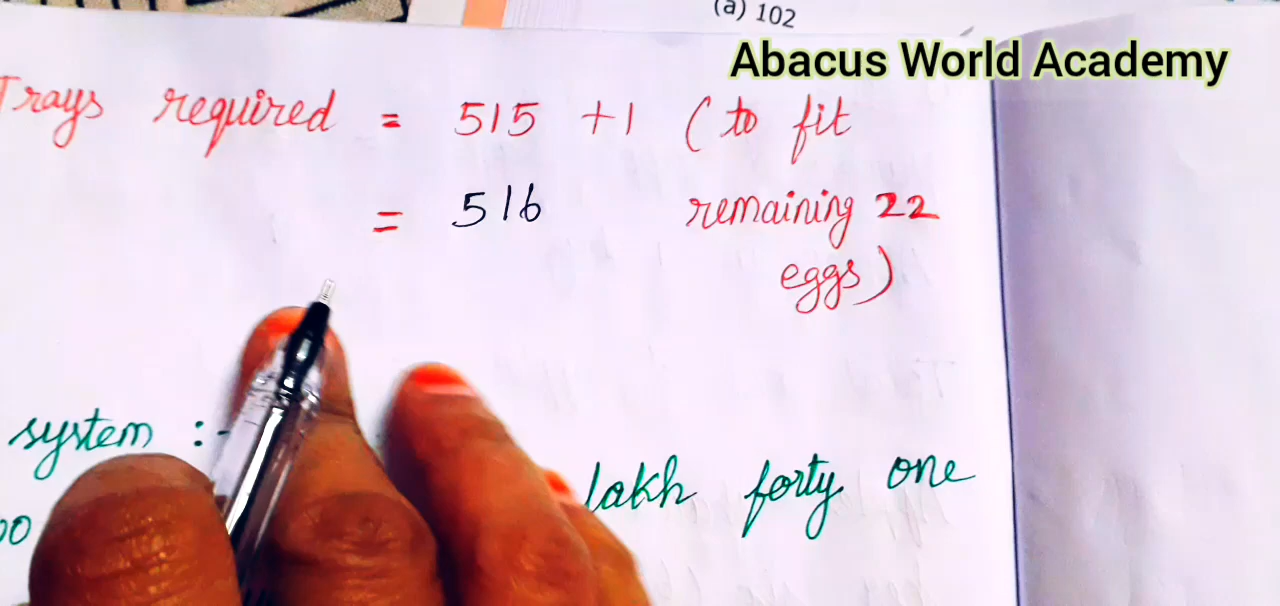 (a) 102
Abacus World Academy
Trays required = 515 +1 (to fit
= 516 remaining 22
eggs)
system :-
lakh forty one